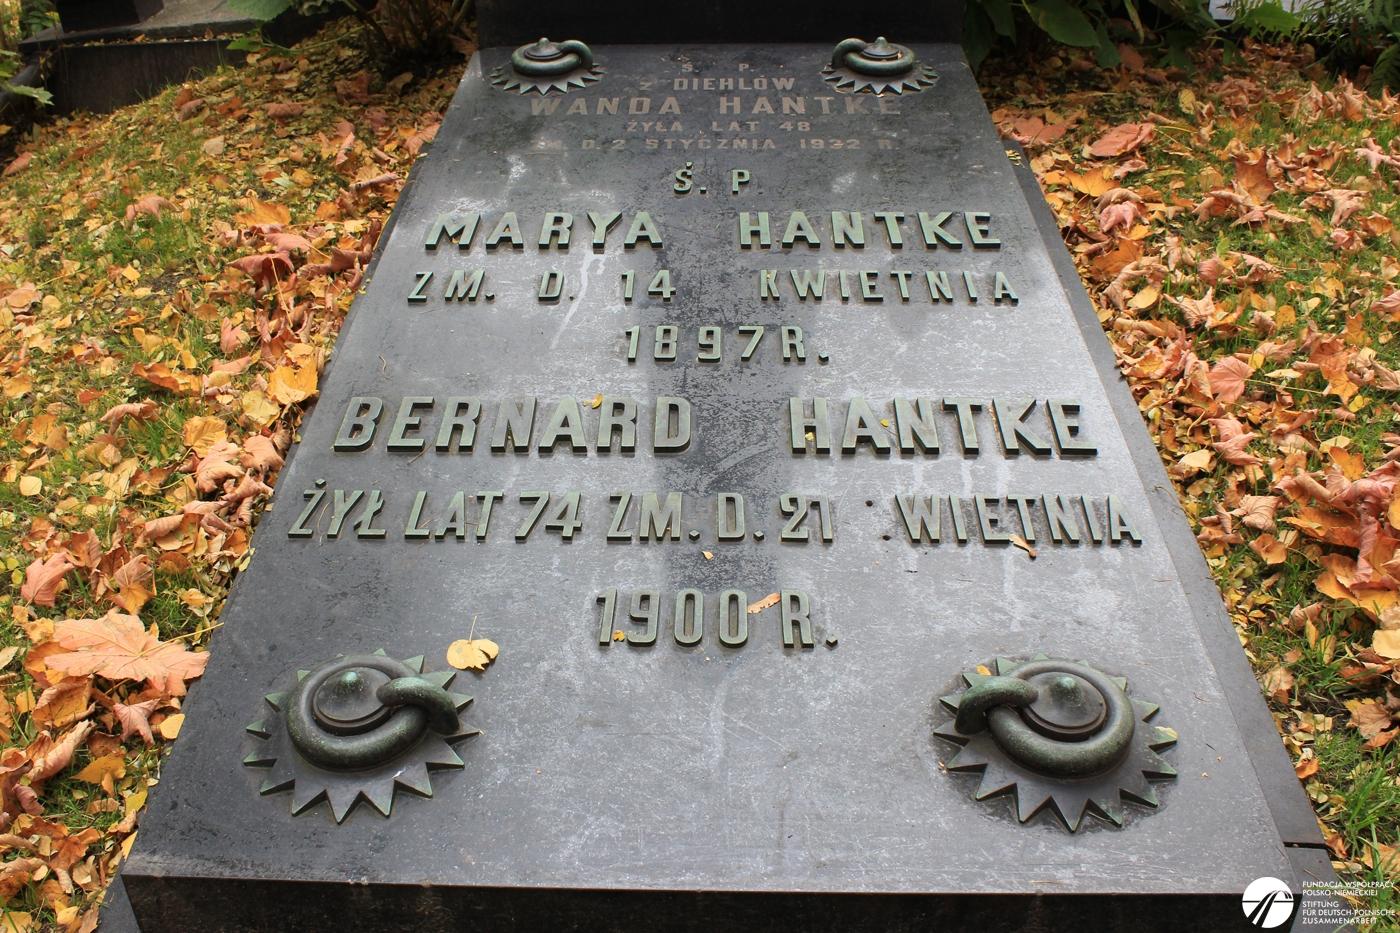 Ś. P.
Z DIEHLÓW
WANDA HANTKE
ŻYŁA LAT 48
ZM. D. 2 STYCZNIA 1932 R.
Ś. P.
MARYA HANTKE
ZM. D. 14 KWIETNIA
1897 R.
BERNARD HANTKE
ŻYŁ LAT 74 ZM. D. 21 WIETNIA
1900 R.
FUNDACJA WSPÓŁPRACY
POLSKO-NIEMIECKIEJ
STIFTUNG
FÜR DEUTSCH-POLNISCHE
ZUSAMMENARBEIT